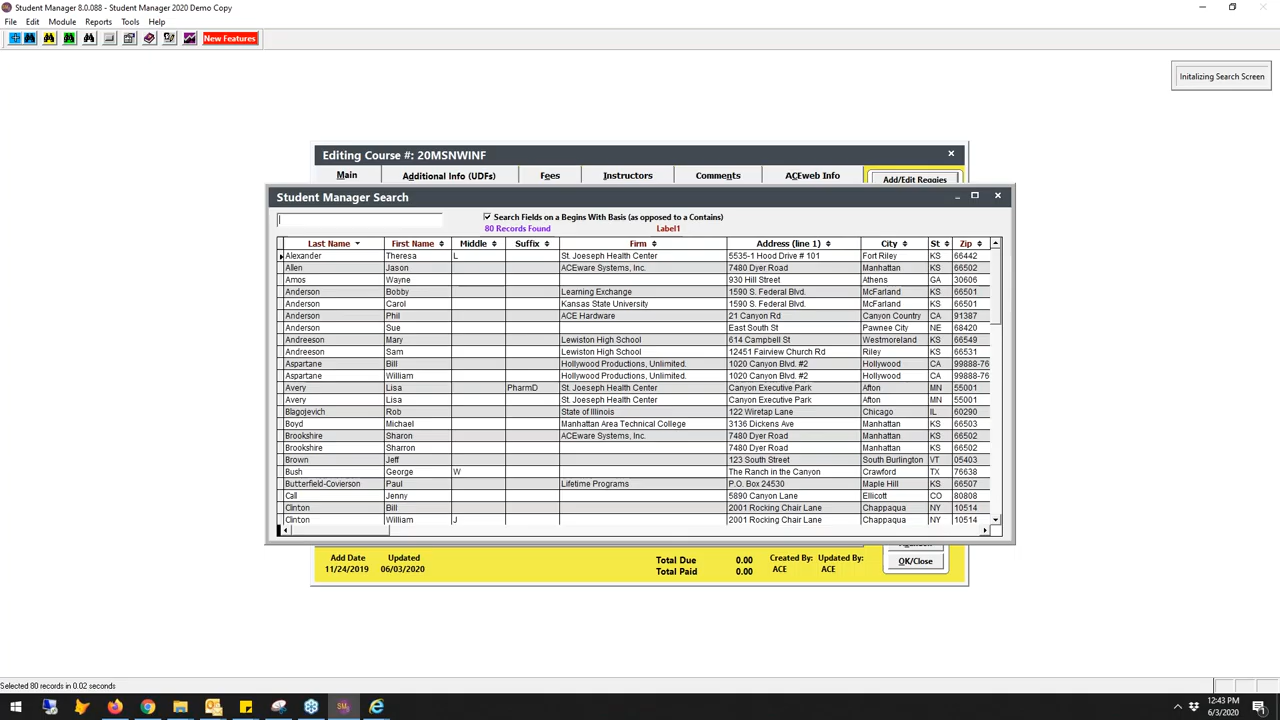 Student Manager 8.0.088 - Student Manager 2020 Demo Copy
File Edit Module Reports Tools Help
New Features
Initalizing Search Screen
Editing Course #: 20MSNWINF
Main Additional Info (UDFs) Fees Instructors Comments ACEweb Info Add/Edit Reggies
Student Manager Search
Search Fields on a Begins With Basis (as opposed to a Contains)
80 Records Found Label1
Last Name First Name Middle Suffix Firm Address (line 1) City St Zip
Alexander Theresa L St. Joeseph Health Center 5535-1 Hood Drive # 101 Fort Riley KS 66442
Allen Jason ACEware Systems, Inc. 7480 Dyer Road Manhattan KS 66502
Amos Wayne 930 Hill Street Athens GA 30606
Anderson Bobby Learning Exchange 1590 S. Federal Blvd. McFarland KS 66501
Anderson Carol Kansas State University 1590 S. Federal Blvd. McFarland KS 66501
Anderson Phil ACE Hardware 21 Canyon Rd Canyon Country CA 91387
Anderson Sue East South St Pawnee City NE 68420
Andreeson Mary Lewiston High School 614 Campbell St Westmoreland KS 66549
Andreeson Sam Lewiston High School 12451 Fairview Church Rd Riley KS 66531
Aspartane Bill Hollywood Productions, Unlimited. 1020 Canyon Blvd. #2 Hollywood CA 99888-76
Aspartane William Hollywood Productions, Unlimited. 1020 Canyon Blvd. #2 Hollywood CA 99888-76
Avery Lisa PharmD St. Joeseph Health Center Canyon Executive Park Afton MN 55001
Avery Lisa St. Joeseph Health Center Canyon Executive Park Afton MN 55001
Blagojevich Rob State of Illinois 122 Wiretap Lane Chicago IL 60290
Boyd Michael Manhattan Area Technical College 3136 Dickens Ave Manhattan KS 66503
Brookshire Sharon ACEware Systems, Inc. 7480 Dyer Road Manhattan KS 66502
Brookshire Sharron 7480 Dyer Road Manhattan KS 66502
Brown Jeff 123 South Street South Burlington VT 05403
Bush George W The Ranch in the Canyon Crawford TX 76638
Butterfield-Covierson Paul Lifetime Programs P.O. Box 24530 Maple Hill KS 66507
Call Jenny 5890 Canyon Lane Ellicott CO 80808
Clinton Bill 2001 Rocking Chair Lane Chappaqua NY 10514
Clinton William J 2001 Rocking Chair Lane Chappaqua NY 10514
Add Date Updated Total Due 0.00 Created By: Updated By:
11/24/2019 06/03/2020 Total Paid 0.00 ACE ACE
OK/Close
Selected 80 records in 0.02 seconds
12:43 PM
6/3/2020